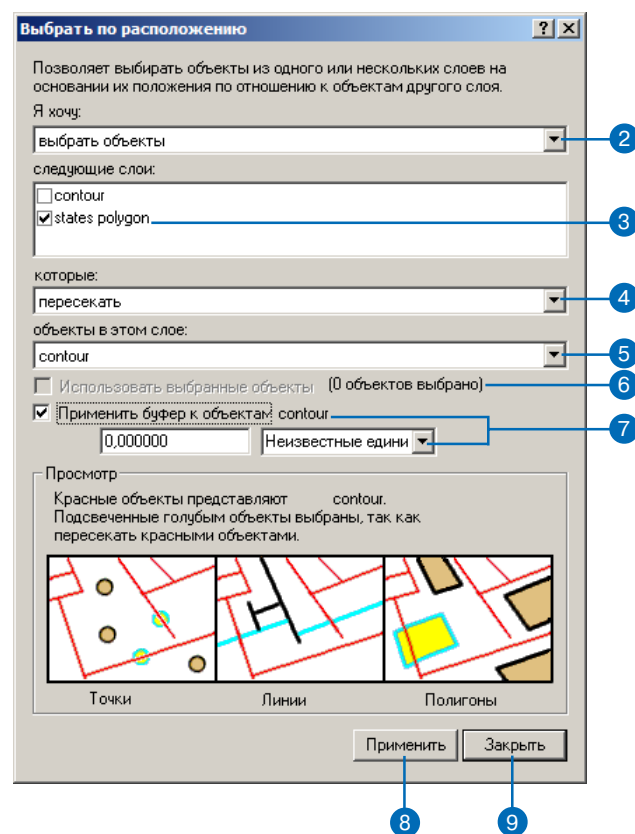 Выбрать по расположению
Позволяет выбирать объекты из одного или нескольких слоев на
основании их положения по отношению к объектам другого слоя.
Я хочу:
выбрать объекты
2
следующие слои:
contour
states polygon
3
которые:
пересекать
4
объекты в этом слое:
contour
5
Использовать выбранные объекты (0 объектов выбрано)
6
Применить буфер к объектам contour
7
0,000000 Неизвестные едини
Просмотр
Красные объекты представляют contour.
Подсвеченные голубым объекты выбраны, так как
пересекать красными объектами.
Точки Линии Полигоны
Применить Закрыть
8 9